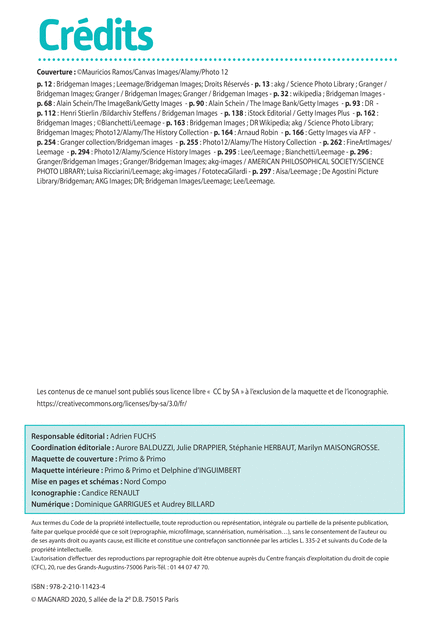 Crédits
Couverture : ©Mauricios Ramos/Canvas Images/Alamy/Photo 12
p. 12 : Bridgeman Images ; Leemage/Bridgeman Images; Droits Réservés - p. 13 : akg / Science Photo Library ; Granger /
Bridgeman Images; Granger / Bridgeman Images; Granger / Bridgeman Images - p. 32 : wikipedia ; Bridgeman Images -
p. 68 : Alain Schein/The ImageBank/Getty Images - p. 90 : Alain Schein / The Image Bank/Getty Images - p. 93 : DR -
p. 112 : Henri Stierlin /Bildarchiv Steffens / Bridgeman Images - p. 138 : iStock Editorial / Getty Images Plus - p. 162 :
Bridgeman Images ; ©Bianchetti/Leemage - p. 163 : Bridgeman Images ; DR Wikipedia; akg / Science Photo Library;
Bridgeman Images; Photo12/Alamy/The History Collection - p. 164 : Arnaud Robin - p. 166 : Getty Images via AFP -
p. 254 : Granger collection/Bridgeman images - p. 255 : Photo12/Alamy/The History Collection - p. 262 : FineArtImages/
Leemage - p. 294 : Photo12/Alamy/Science History Images - p. 295 : Lee/Leemage ; Bianchetti/Leemage - p. 296 :
Granger/Bridgeman Images ; Granger/Bridgeman Images; akg-images / AMERICAN PHILOSOPHICAL SOCIETY/SCIENCE
PHOTO LIBRARY; Luisa Ricciarini/Leemage; akg-images / FototecaGilardi - p. 297 : Aisa/Leemage ; De Agostini Picture
Library/Bridgeman; AKG Images; DR; Bridgeman Images/Leemage; Lee/Leemage.
Les contenus de ce manuel sont publiés sous licence libre « CC by SA » à l'exclusion de la maquette et de l'iconographie.
https://creativecommons.org/licenses/by-sa/3.0/fr/
Responsable éditorial : Adrien FUCHS
Coordination éditoriale : Aurore BALDUZZI, Julie DRAPPIER, Stéphanie HERBAUT, Marilyn MAISONGROSSE.
Maquette de couverture : Primo & Primo
Maquette intérieure : Primo & Primo et Delphine d'INGUIMBERT
Mise en pages et schémas : Nord Compo
Iconographie : Candice RENAULT
Numérique : Dominique GARRIGUES et Audrey BILLARD
Aux termes du Code de la propriété intellectuelle, toute reproduction ou représentation, intégrale ou partielle de la présente publication,
faite par quelque procédé que ce soit (reprographie, microfilmage, scannérisation, numérisation…), sans le consentement de l'auteur ou
de ses ayants droit ou ayants cause, est illicite et constitue une contrefaçon sanctionnée par les articles L. 335-2 et suivants du Code de la
propriété intellectuelle.
L'autorisation d'effectuer des reproductions par reprographie doit être obtenue auprès du Centre français d'exploitation du droit de copie
(CFC), 20, rue des Grands-Augustins-75006 Paris-Tél. : 01 44 07 47 70.
ISBN : 978-2-210-11423-4
© MAGNARD 2020, 5 allée de la 2e D.B. 75015 Paris